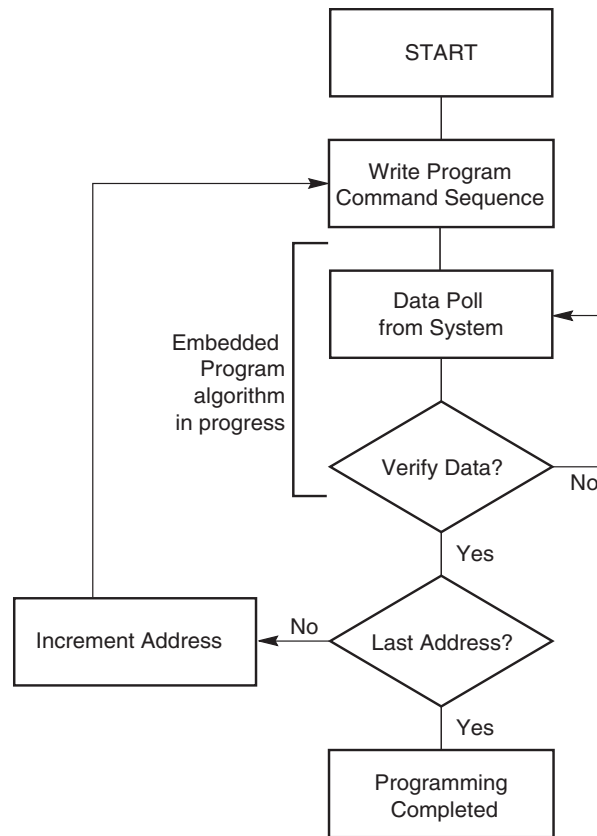 START
Write Program
Command Sequence
Data Poll
from System
Embedded
Program
algorithm
in progress
Verify Data?
No
Yes
Increment Address
No
Last Address?
Yes
Programming
Completed